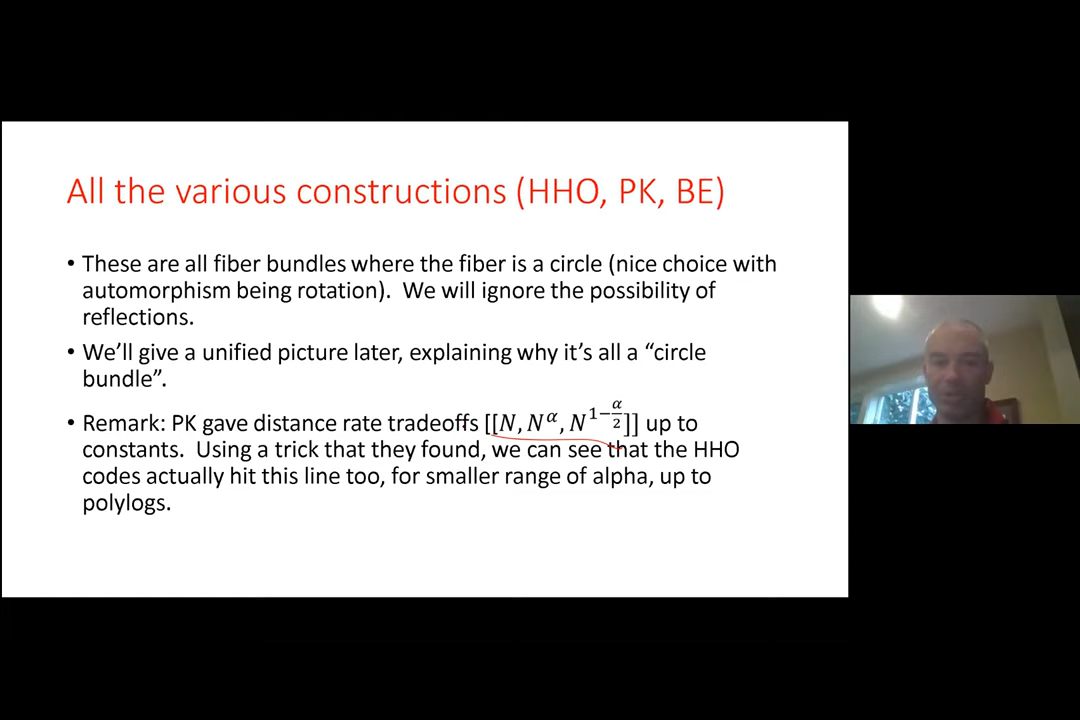 All the various constructions (HHO, PK, BE)
• These are all fiber bundles where the fiber is a circle (nice choice with
automorphism being rotation). We will ignore the possibility of
reflections.
• We'll give a unified picture later, explaining why it's all a “circle
bundle”.
• Remark: PK gave distance rate tradeoffs [[N, N^α, N^{1−α/2}]] up to
constants. Using a trick that they found, we can see that the HHO
codes actually hit this line too, for smaller range of alpha, up to
polylogs.